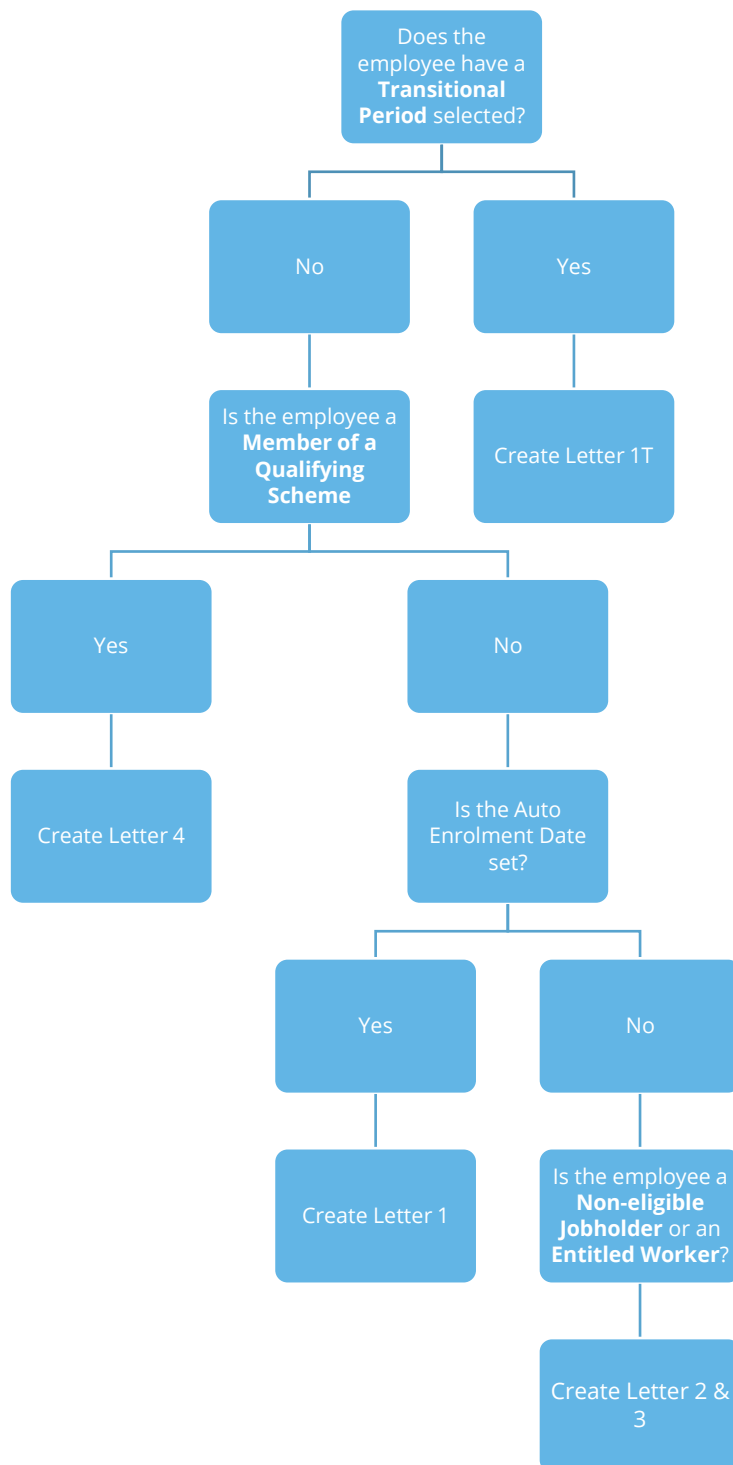 Does the
employee have a
Transitional
Period selected?
No
Yes
Is the employee a
Member of a
Qualifying
Scheme
Create Letter 1T
Yes
No
Create Letter 4
Is the Auto
Enrolment Date
set?
Yes
No
Create Letter 1
Is the employee a
Non-eligible
Jobholder or an
Entitled Worker?
Create Letter 2 &
3